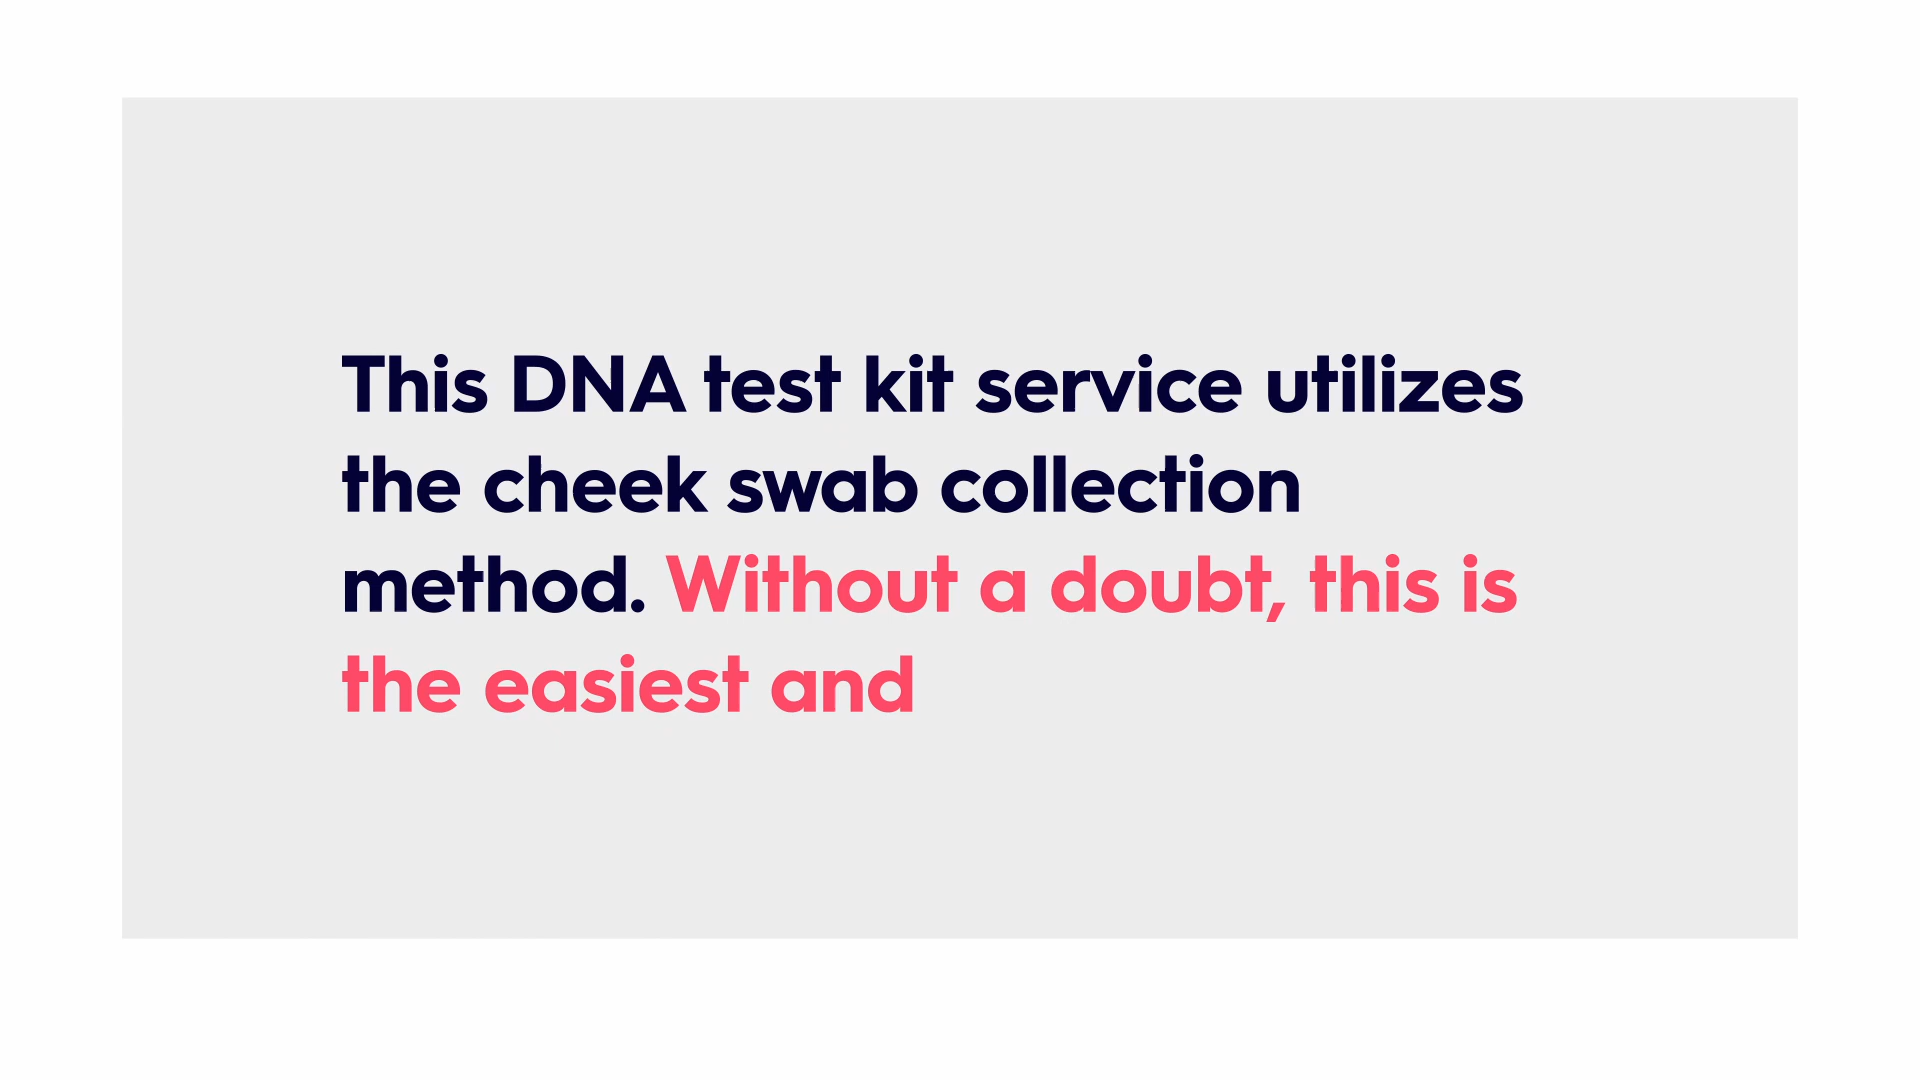 This DNA test kit service utilizes
the cheek swab collection
method. Without a doubt, this is
the easiest and